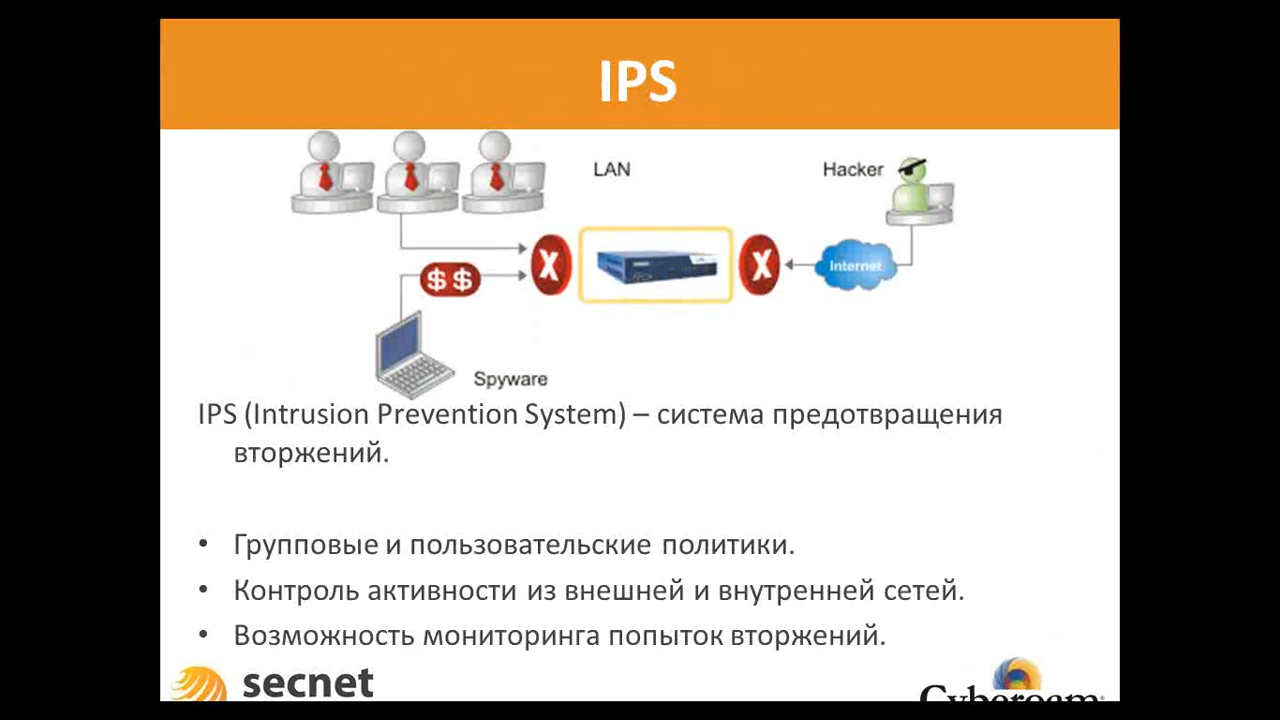 IPS
LAN
Hacker
X
X
Internet
$ $
Spyware
IPS (Intrusion Prevention System) – система предотвращения
вторжений.
• Групповые и пользовательские политики.
• Контроль активности из внешней и внутренней сетей.
• Возможность мониторинга попыток вторжений.
secnet
Cyberoam